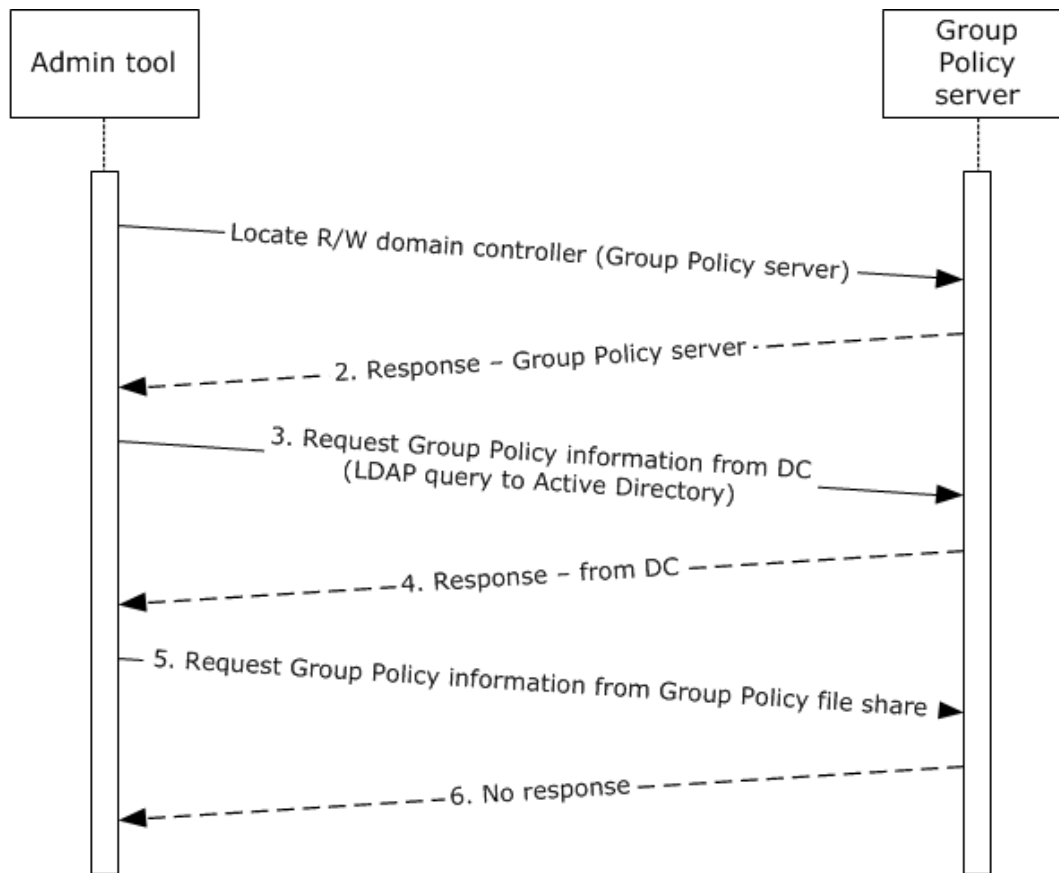 Admin tool
Group
Policy
server
Locate R/W domain controller (Group Policy server)
2. Response – Group Policy server
3. Request Group Policy information from DC
(LDAP query to Active Directory)
4. Response – from DC
5. Request Group Policy information from Group Policy file share
6. No response